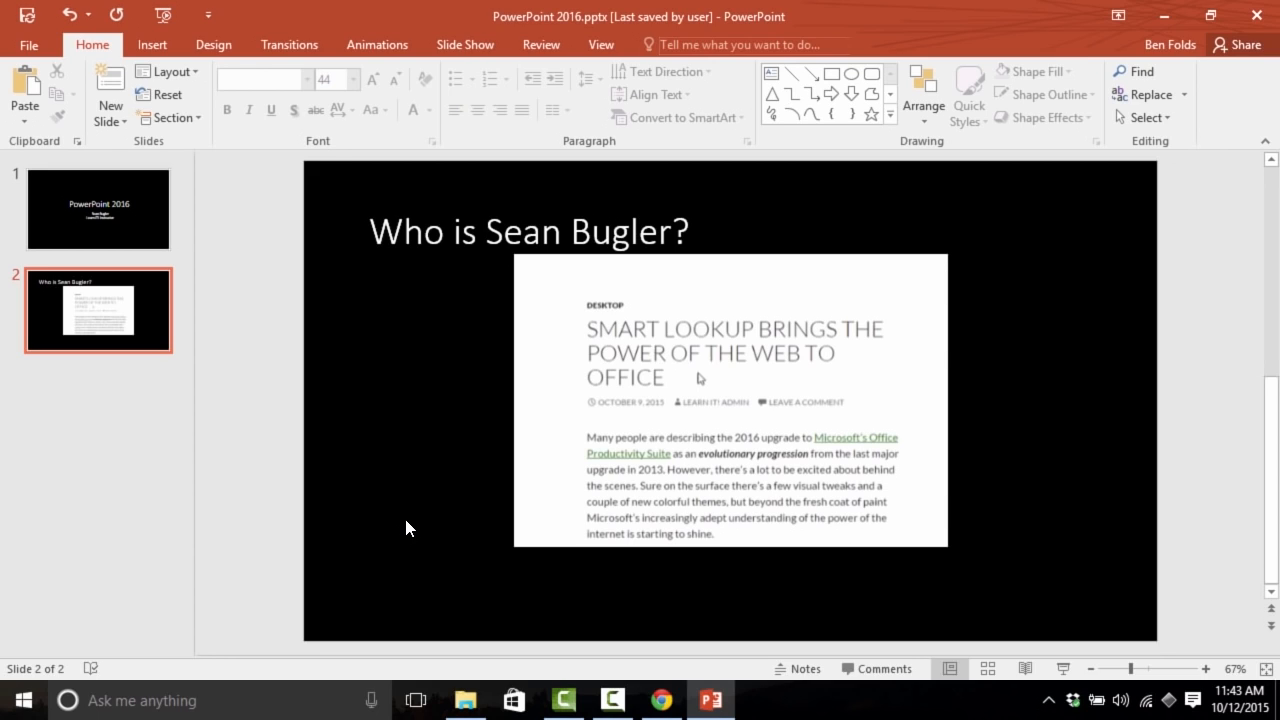 PowerPoint 2016.pptx [Last saved by user] - PowerPoint
File Home Insert Design Transitions Animations Slide Show Review View Tell me what you want to do... Ben Folds Share
Paste
New Slide
Layout
Reset
Section
44
B I U S abc AV Aa A
Text Direction
Align Text
Convert to SmartArt
Arrange
Quick Styles
Shape Fill
Shape Outline
Shape Effects
Find
Replace
Select
Clipboard Slides Font Paragraph Drawing Editing
1
PowerPoint 2016
2
Who is Sean Bugler?
Who is Sean Bugler?
DESKTOP
SMART LOOKUP BRINGS THE
POWER OF THE WEB TO
OFFICE
OCTOBER 9, 2015 LEARN IT! ADMIN LEAVE A COMMENT
Many people are describing the 2016 upgrade to Microsoft's Office
Productivity Suite as an evolutionary progression from the last major
upgrade in 2013. However, there's a lot to be excited about behind
the scenes. Sure on the surface there's a few visual tweaks and a
couple of new colorful themes, but beyond the fresh coat of paint
Microsoft's increasingly adept understanding of the power of the
internet is starting to shine.
Slide 2 of 2 Notes Comments 67%
Ask me anything
11:43 AM
10/12/2015